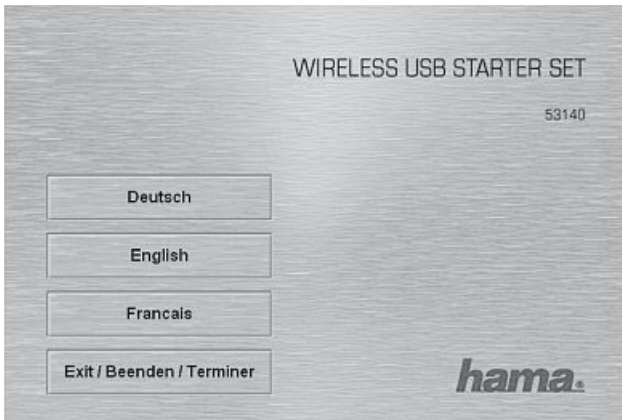 WIRELESS USB STARTER SET
53140
Deutsch
English
Francais
Exit / Beenden / Terminer
hama.